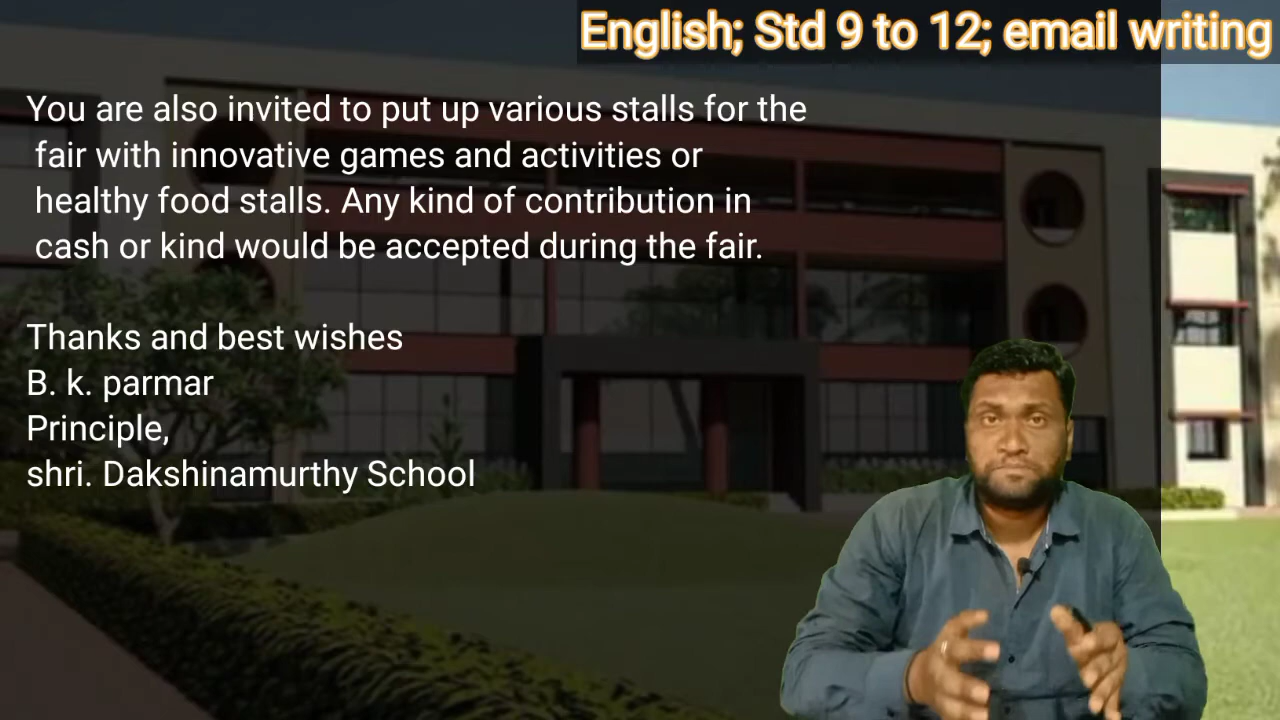 English; Std 9 to 12; email writing
You are also invited to put up various stalls for the
fair with innovative games and activities or
healthy food stalls. Any kind of contribution in
cash or kind would be accepted during the fair.
Thanks and best wishes
B. k. parmar
Principle,
shri. Dakshinamurthy School